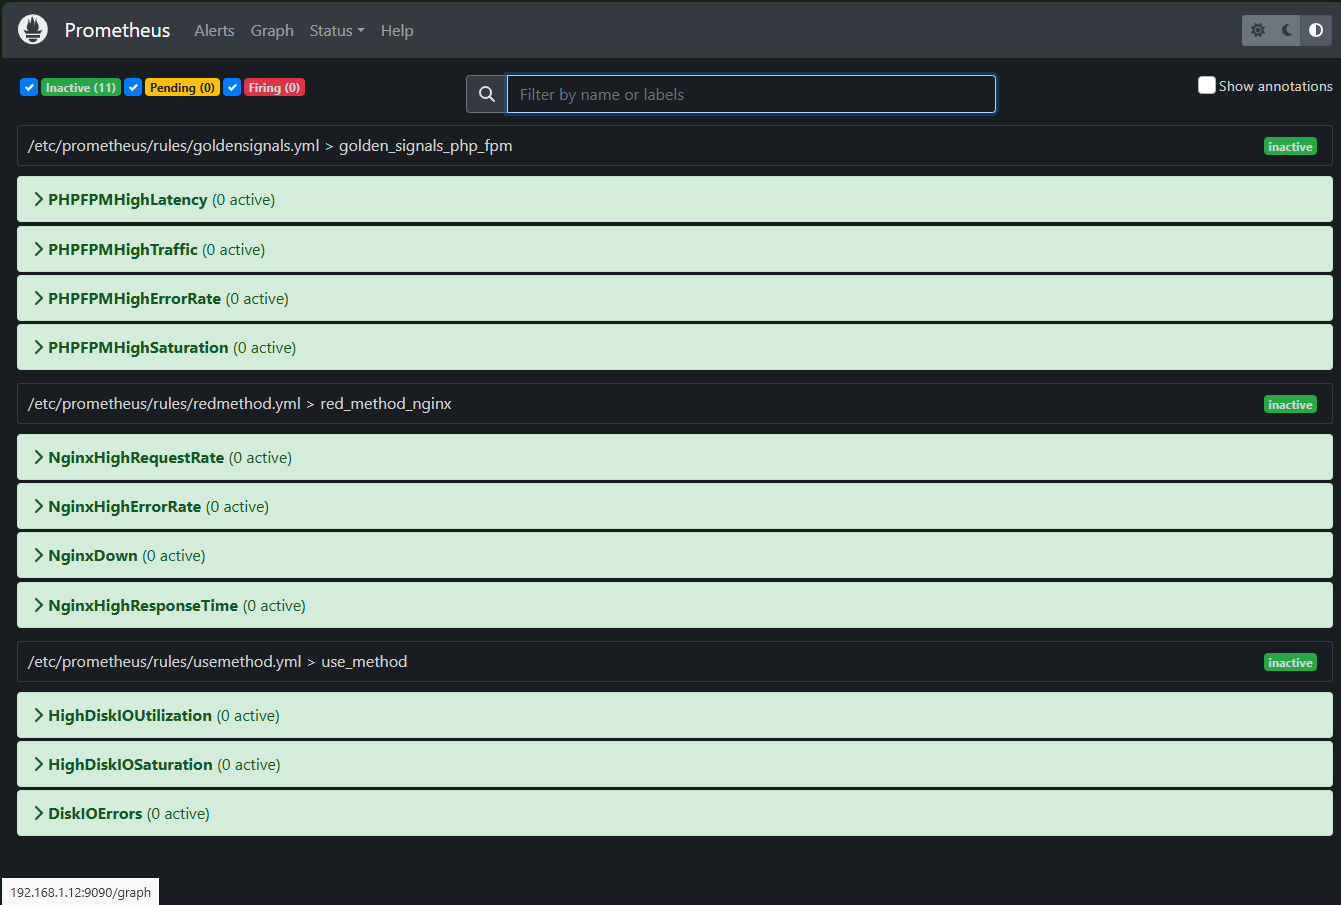 Prometheus Alerts Graph Status Help
Inactive (11) Pending (0) Firing (0) Filter by name or labels Show annotations
/etc/prometheus/rules/goldensignals.yml > golden_signals_php_fpm inactive
PHPFPMHighLatency (0 active)
PHPFPMHighTraffic (0 active)
PHPFPMHighErrorRate (0 active)
PHPFPMHighSaturation (0 active)
/etc/prometheus/rules/redmethod.yml > red_method_nginx inactive
NginxHighRequestRate (0 active)
NginxHighErrorRate (0 active)
NginxDown (0 active)
NginxHighResponseTime (0 active)
/etc/prometheus/rules/usemethod.yml > use_method inactive
HighDiskIOUtilization (0 active)
HighDiskIOSaturation (0 active)
DiskIOErrors (0 active)
192.168.1.12:9090/graph